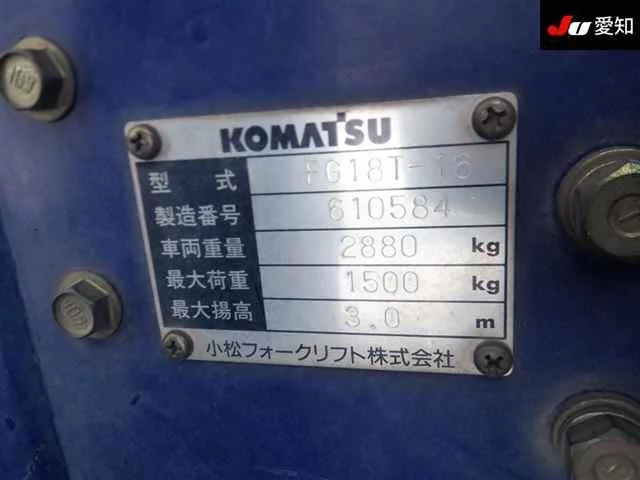 JU 愛知
KOMATSU
型式 FG18T-16
製造番号 610584
車両重量 2880 kg
最大荷重 1500 kg
最大揚高 3.0 m
小松フォークリフト株式会社